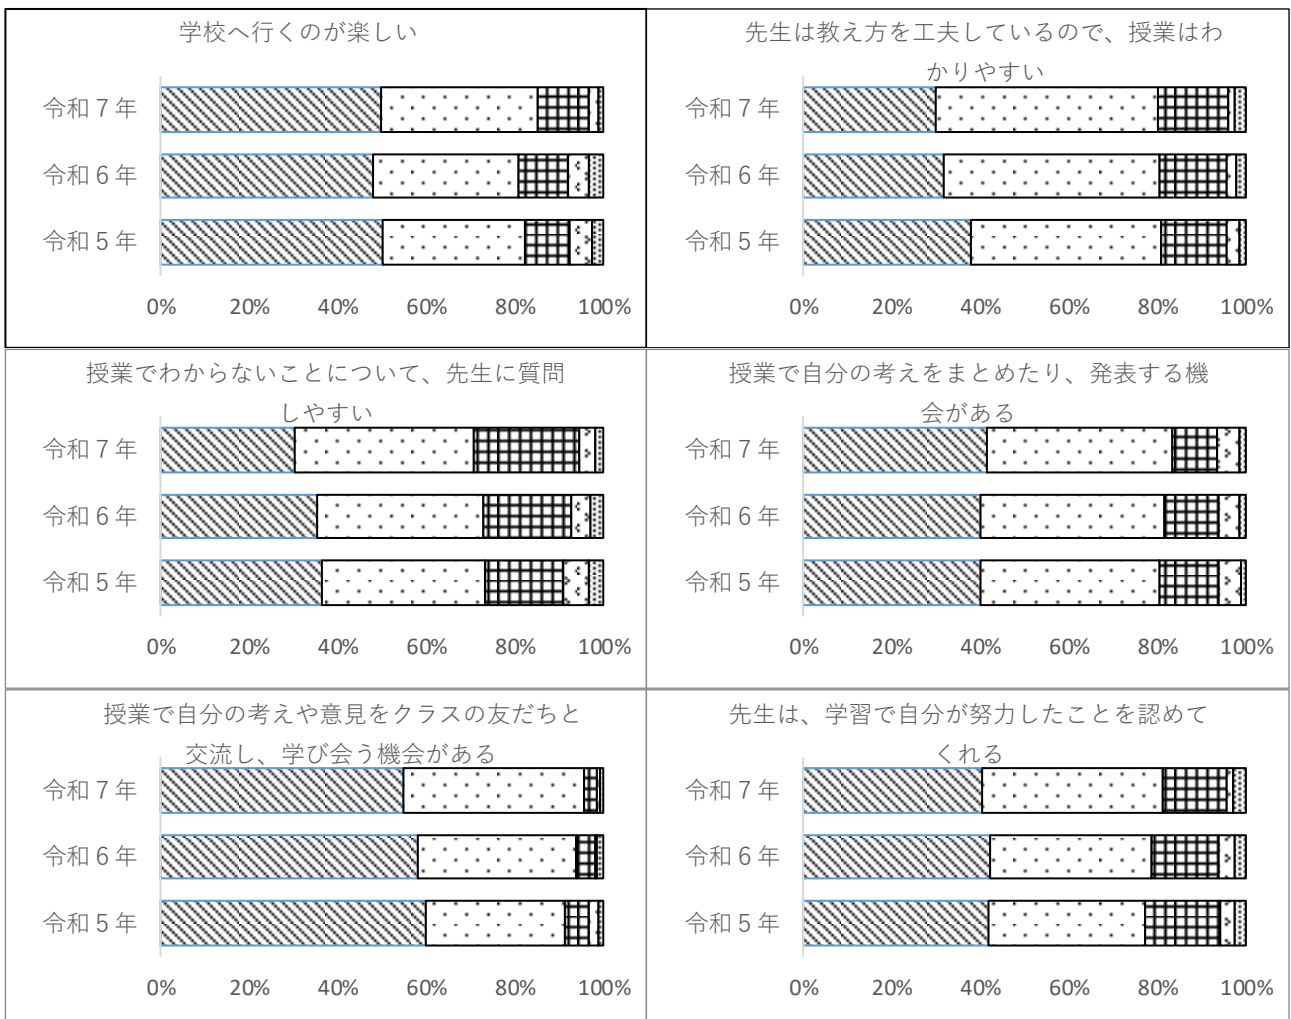 学校へ行くのが楽しい
令和７年
令和６年
令和５年
0% 20% 40% 60% 80% 100%
先生は教え方を工夫しているので、授業はわ
かりやすい
令和７年
令和６年
令和５年
0% 20% 40% 60% 80% 100%
授業でわからないことについて、先生に質問
しやすい
令和７年
令和６年
令和５年
0% 20% 40% 60% 80% 100%
授業で自分の考えをまとめたり、発表する機
会がある
令和７年
令和６年
令和５年
0% 20% 40% 60% 80% 100%
授業で自分の考えや意見をクラスの友だちと
交流し、学び会う機会がある
令和７年
令和６年
令和５年
0% 20% 40% 60% 80% 100%
先生は、学習で自分が努力したことを認めて
くれる
令和７年
令和６年
令和５年
0% 20% 40% 60% 80% 100%